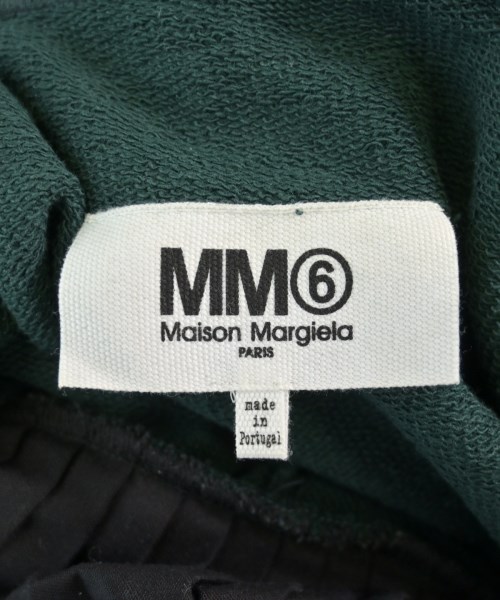 MM⑥
Maison Margiela
PARIS
made
in
Portugal